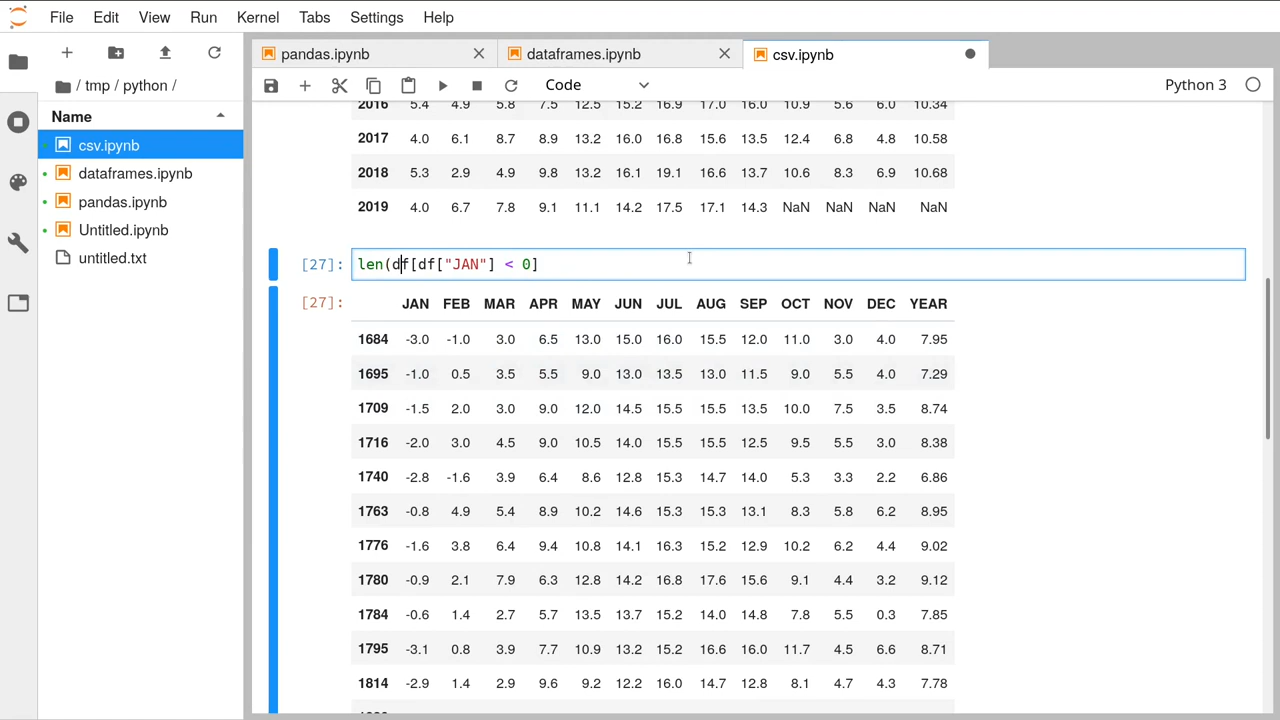 File Edit View Run Kernel Tabs Settings Help
pandas.ipynb dataframes.ipynb csv.ipynb
/ tmp / python /
Code Python 3
Name
csv.ipynb
dataframes.ipynb
pandas.ipynb
Untitled.ipynb
untitled.txt
2016 5.4 4.9 5.8 7.5 12.5 15.2 16.9 17.0 16.0 10.9 5.6 6.0 10.34
2017 4.0 6.1 8.7 8.9 13.2 16.0 16.8 15.6 13.5 12.4 6.8 4.8 10.58
2018 5.3 2.9 4.9 9.8 13.2 16.1 19.1 16.6 13.7 10.6 8.3 6.9 10.68
2019 4.0 6.7 7.8 9.1 11.1 14.2 17.5 17.1 14.3 NaN NaN NaN NaN
[27]: len(df[df["JAN"] < 0]
[27]: JAN FEB MAR APR MAY JUN JUL AUG SEP OCT NOV DEC YEAR
1684 -3.0 -1.0 3.0 6.5 13.0 15.0 16.0 15.5 12.0 11.0 3.0 4.0 7.95
1695 -1.0 0.5 3.5 5.5 9.0 13.0 13.5 13.0 11.5 9.0 5.5 4.0 7.29
1709 -1.5 2.0 3.0 9.0 12.0 14.5 15.5 15.5 13.5 10.0 7.5 3.5 8.74
1716 -2.0 3.0 4.5 9.0 10.5 14.0 15.5 15.5 12.5 9.5 5.5 3.0 8.38
1740 -2.8 -1.6 3.9 6.4 8.6 12.8 15.3 14.7 14.0 5.3 3.3 2.2 6.86
1763 -0.8 4.9 5.4 8.9 10.2 14.6 15.3 15.3 13.1 8.3 5.8 6.2 8.95
1776 -1.6 3.8 6.4 9.4 10.8 14.1 16.3 15.2 12.9 10.2 6.2 4.4 9.02
1780 -0.9 2.1 7.9 6.3 12.8 14.2 16.8 17.6 15.6 9.1 4.4 3.2 9.12
1784 -0.6 1.4 2.7 5.7 13.5 13.7 15.2 14.0 14.8 7.8 5.5 0.3 7.85
1795 -3.1 0.8 3.9 7.7 10.9 13.2 15.2 16.6 16.0 11.7 4.5 6.6 8.71
1814 -2.9 1.4 2.9 9.6 9.2 12.2 16.0 14.7 12.8 8.1 4.7 4.3 7.78